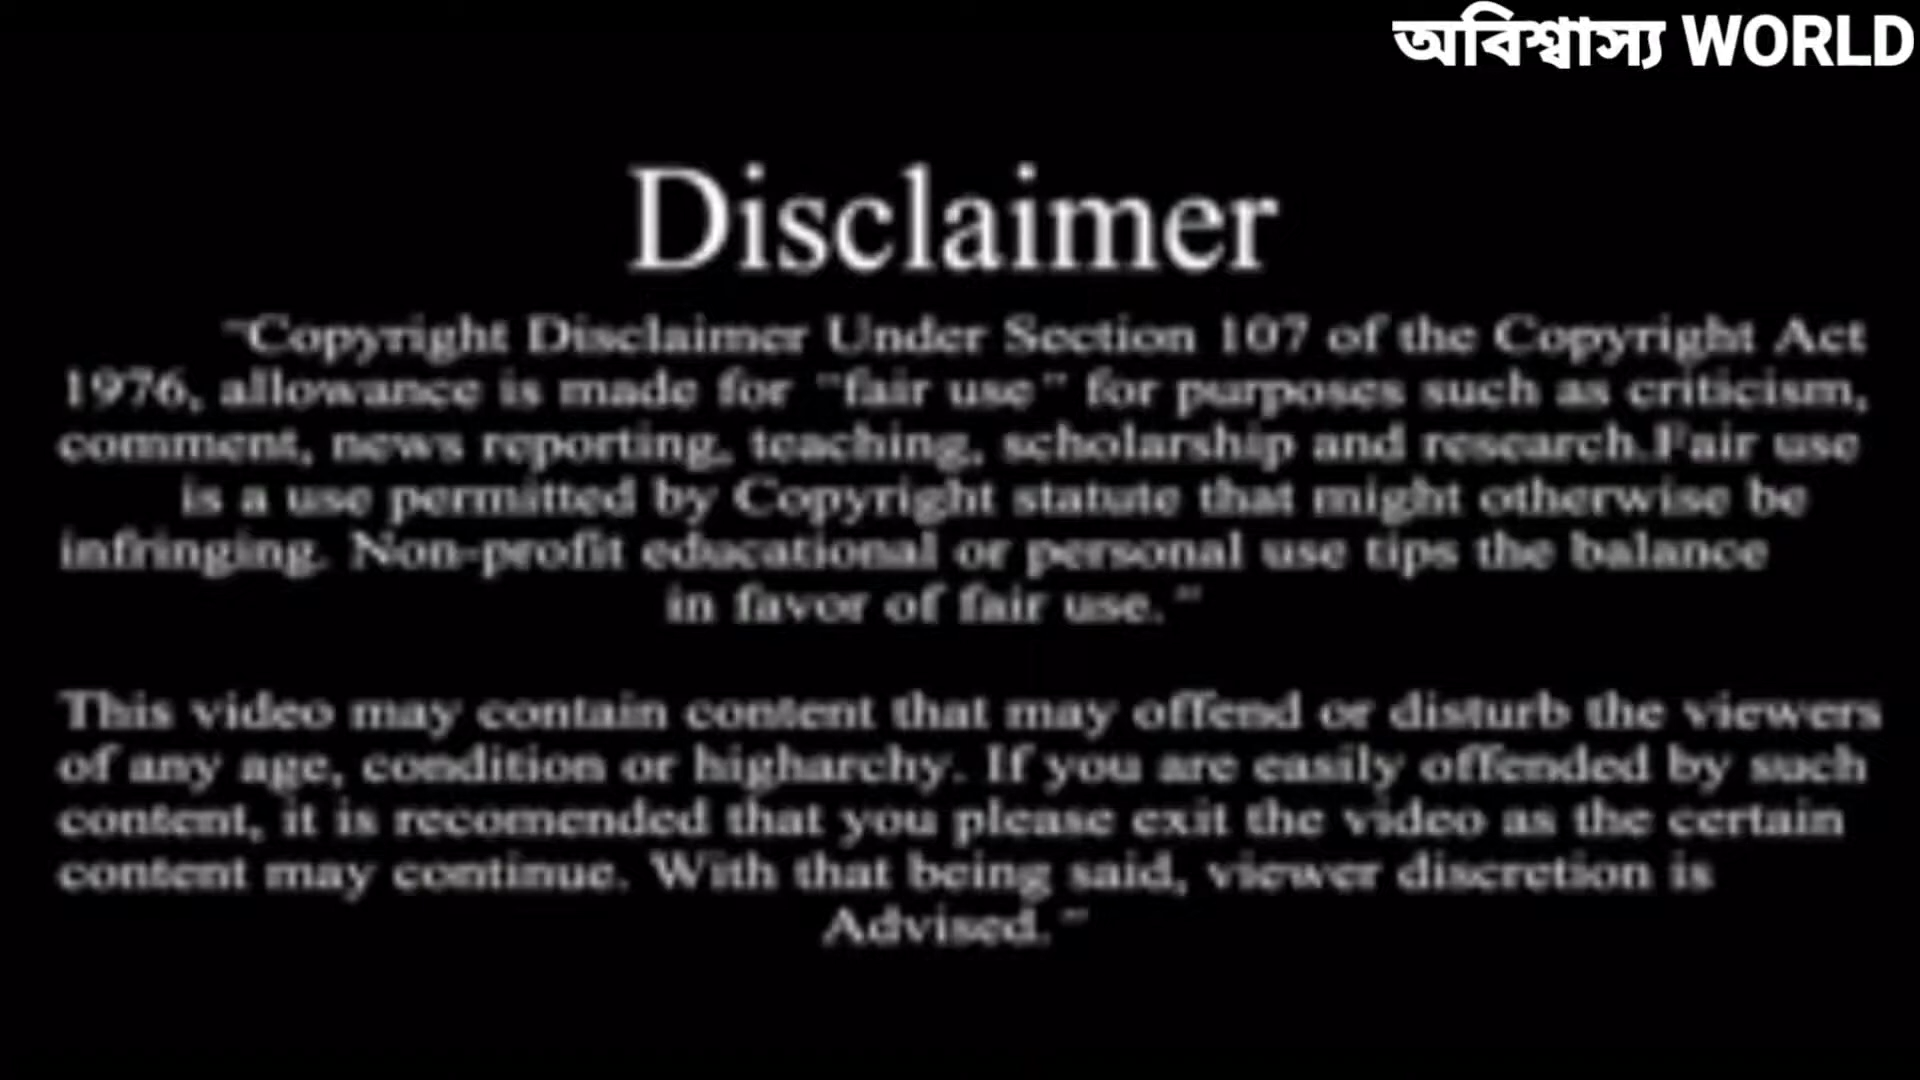 অবিশ্বাস্য WORLD
Disclaimer
"Copyright Disclaimer Under Section 107 of the Copyright Act
1976, allowance is made for "fair use" for purposes such as criticism,
comment, news reporting, teaching, scholarship and research.Fair use
is a use permitted by Copyright statute that might otherwise be
infringing. Non-profit educational or personal use tips the balance
in favor of fair use."
This video may contain content that may offend or disturb the viewers
of any age, condition or higharchy. If you are easily offended by such
content, it is recomended that you please exit the video as the certain
content may continue. With that being said, viewer discretion is
Advised."